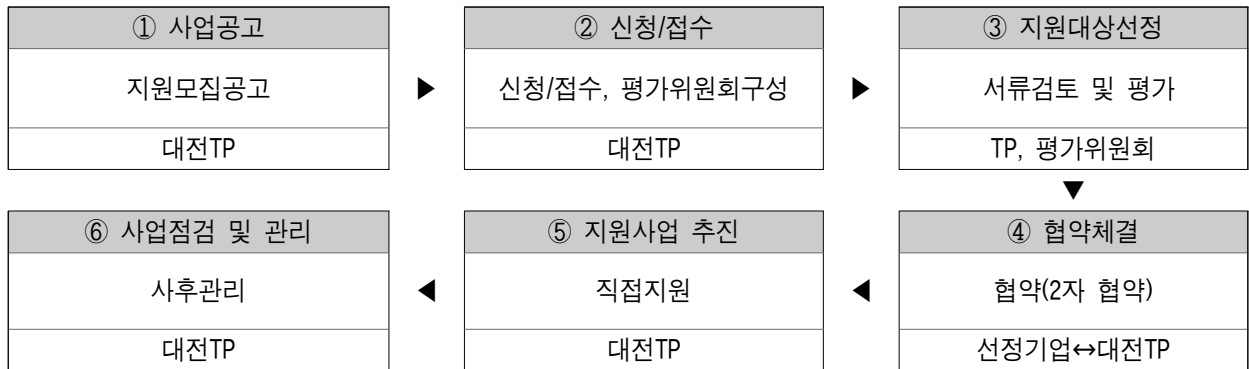 ① 사업공고
지원모집공고
대전TP
▶
② 신청/접수
신청/접수, 평가위원회구성
대전TP
▶
③ 지원대상선정
서류검토 및 평가
TP, 평가위원회
▼
④ 협약체결
협약(2자 협약)
선정기업↔대전TP
◀
⑤ 지원사업 추진
직접지원
대전TP
◀
⑥ 사업점검 및 관리
사후관리
대전TP